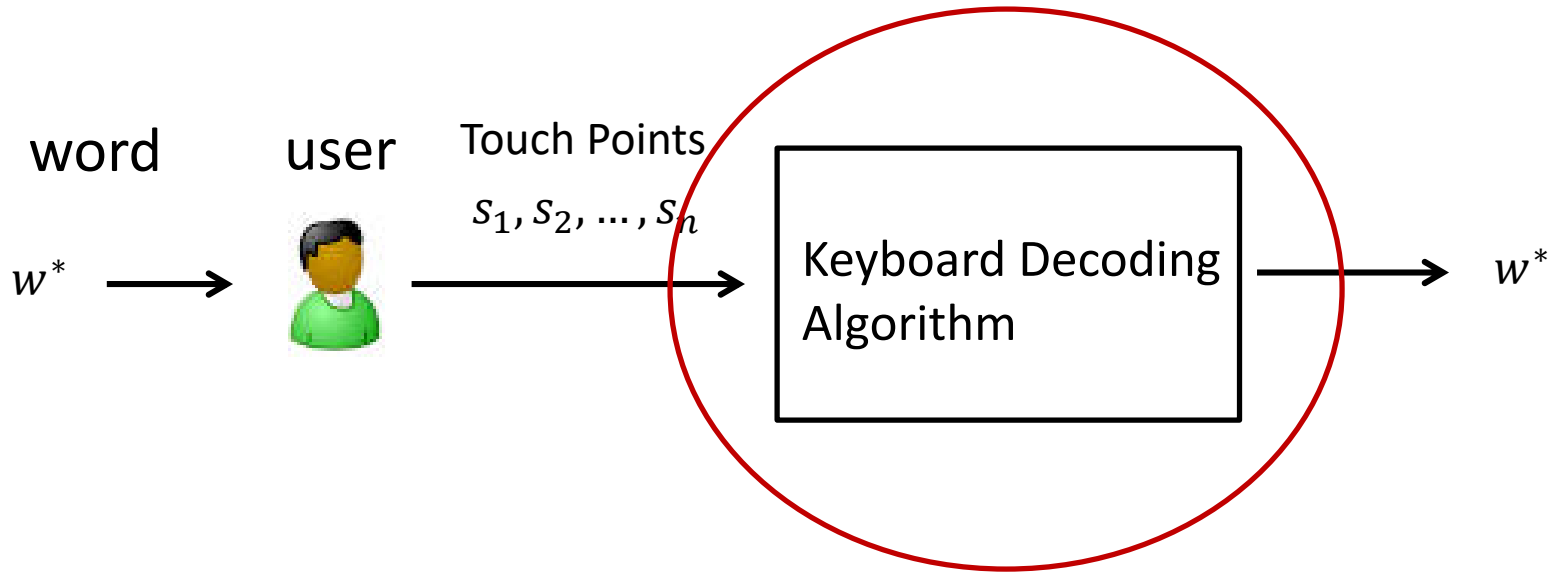 word
user
Touch Points
s₁, s₂, … , sₙ
w*
Keyboard Decoding
Algorithm
w*